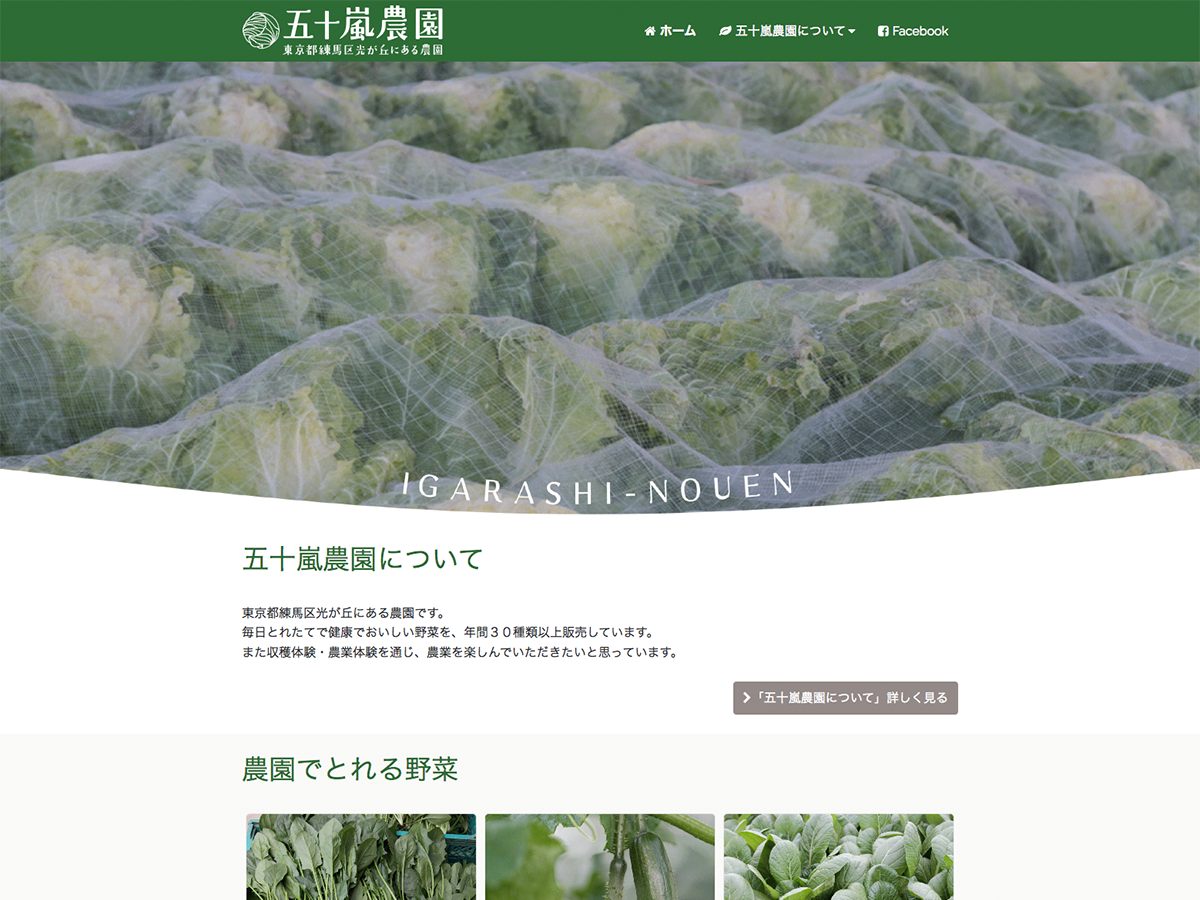 五十嵐農園
東京都練馬区光が丘にある農園
ホーム
五十嵐農園について
Facebook
IGARASHI-NOUEN
五十嵐農園について
東京都練馬区光が丘にある農園です。
毎日とれたてで健康でおいしい野菜を、年間３０種類以上販売しています。
また収穫体験・農業体験を通じ、農業を楽しんでいただきたいと思っています。
「五十嵐農園について」詳しく見る
農園でとれる野菜